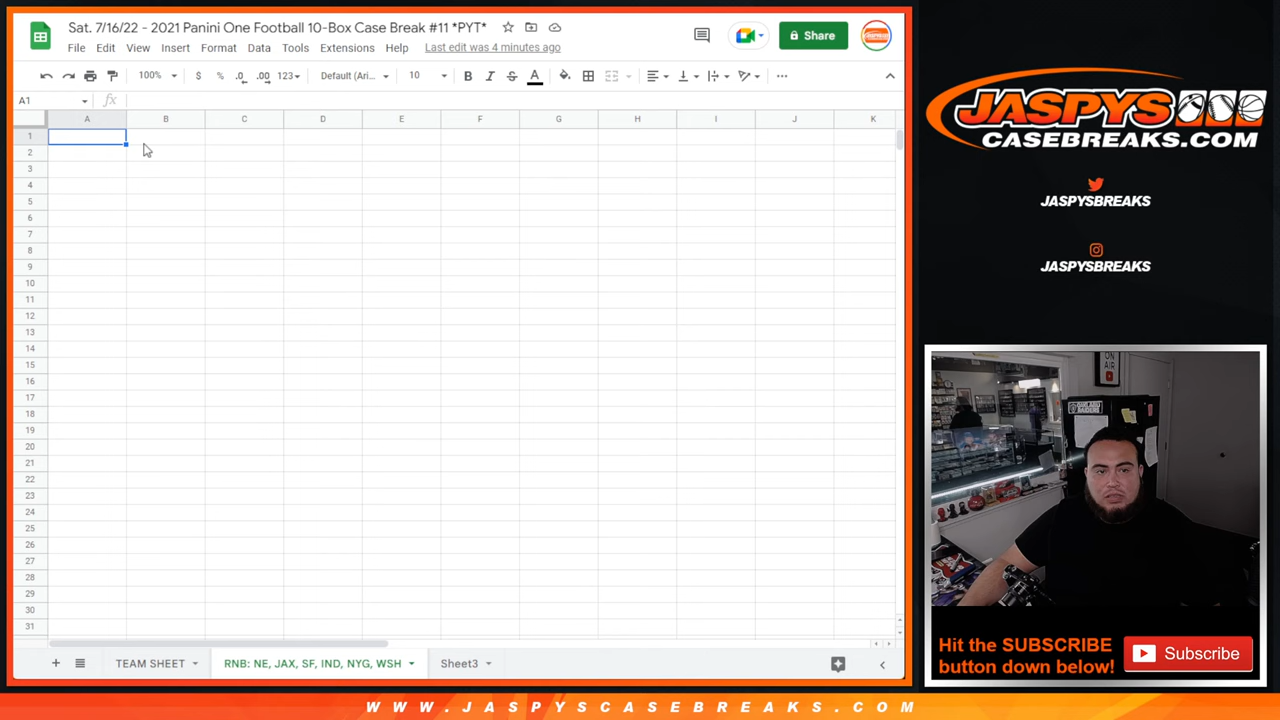 Sat. 7/16/22 - 2021 Panini One Football 10-Box Case Break #11 *PYT*
File Edit View Insert Format Data Tools Extensions Help Last edit was 4 minutes ago
Share
100% $ % .0 .00 123 Default (Ari... 10 B I S A
A1 fx
A B C D E F G H I J K
1
2
3
4
5
6
7
8
9
10
11
12
13
14
15
16
17
18
19
20
21
22
23
24
25
26
27
28
29
30
31
TEAM SHEET RNB: NE, JAX, SF, IND, NYG, WSH Sheet3
JASPYS
CASEBREAKS.COM
JASPYSBREAKS
JASPYSBREAKS
ON
AIR
OAKLAND
RAIDERS
Hit the SUBSCRIBE
button down below!
Subscribe
WWW.JASPYSCASEBREAKS.COM